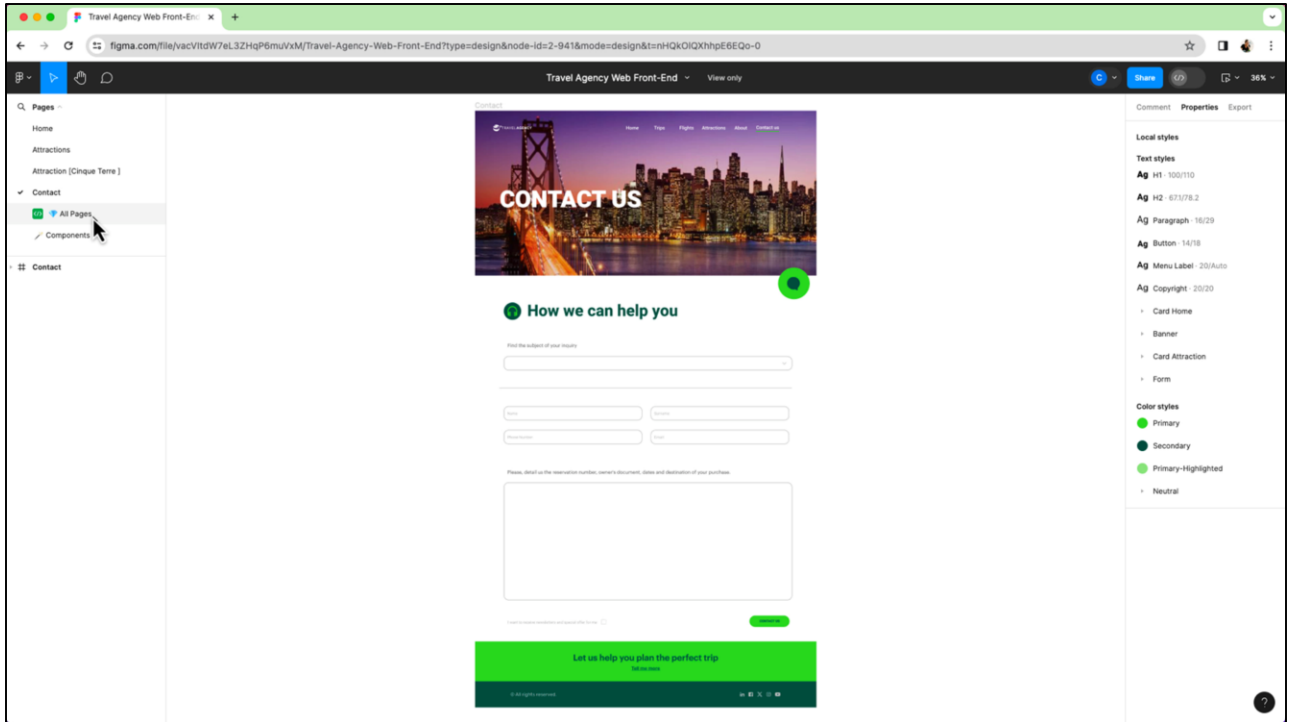 Travel Agency Web Front-End
figma.com/file/vacVItdW7eL3ZHqP6muVxM/Travel-Agency-Web-Front-End?type=design&node-id=2-941&mode=design&t=nHQkOIQXhhpE6EQo-0
Travel Agency Web Front-End
View only
C
Share
36%
Pages
Home
Attractions
Attraction [Cinque Terre ]
Contact
All Pages
Components
Contact
Contact
Home Trips Flights Attractions About Contact us
CONTACT US
How we can help you
Find the subject of your inquiry
Name
Phone Number
Email
Please, detail us the reservation number, owner's document, dates and destination of your purchase.
CONTACT US
Let us help you plan the perfect trip
Tell me more
© All rights reserved.
Comment Properties Export
Local styles
Text styles
Ag H1 · 100/110
Ag H2 · 67.1/78.2
Ag Paragraph · 16/29
Ag Button · 14/18
Ag Menu Label · 20/Auto
Ag Copyright · 20/20
Card Home
Banner
Card Attraction
Form
Color styles
Primary
Secondary
Primary-Highlighted
Neutral
?